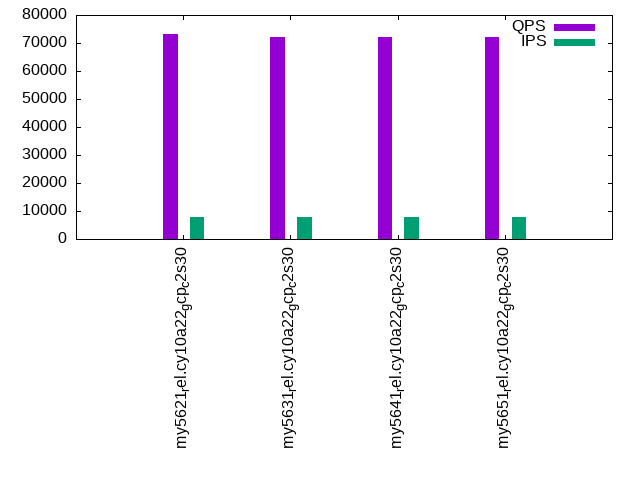 80000
70000
60000
50000
40000
30000
20000
10000
0
QPS
IPS
my5621rel.cy10a22gcpc2s30
my5631rel.cy10a22gcpc2s30
my5641rel.cy10a22gcpc2s30
my5651rel.cy10a22gcpc2s30